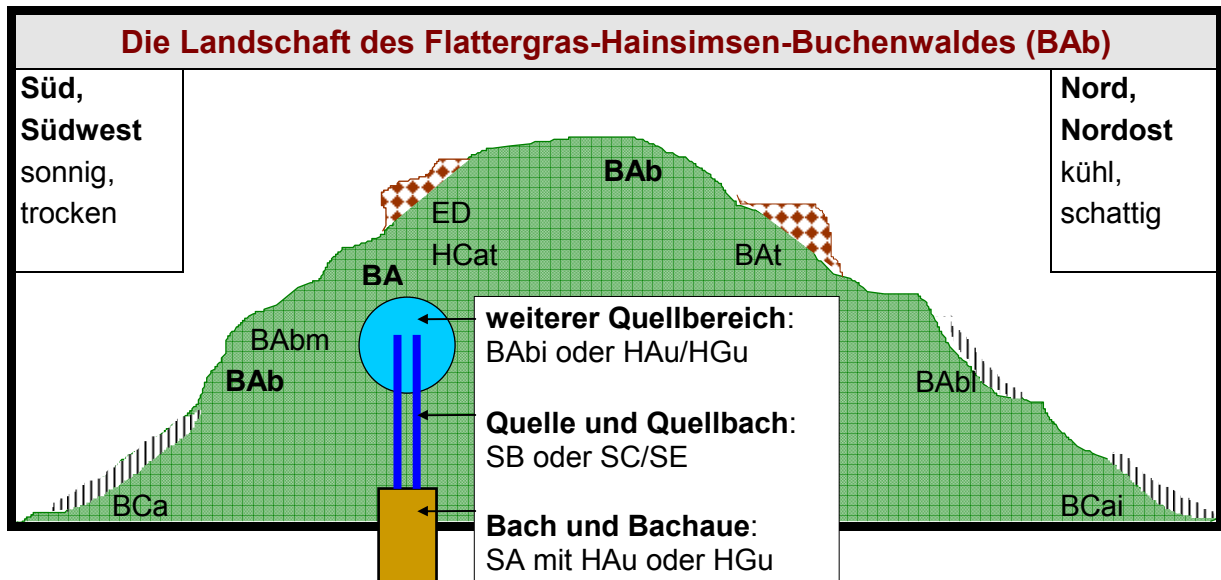 Die Landschaft des Flattergras-Hainsimsen-Buchenwaldes (BAb)
Süd,
Südwest
sonnig,
trocken
Nord,
Nordost
kühl,
schattig
BAb
ED
HCat
BAt
BA
BAbm
BAb
weiterer Quellbereich:
BAbi oder HAu/HGu
BAbl
Quelle und Quellbach:
SB oder SC/SE
BCa
BCai
Bach und Bachaue:
SA mit HAu oder HGu